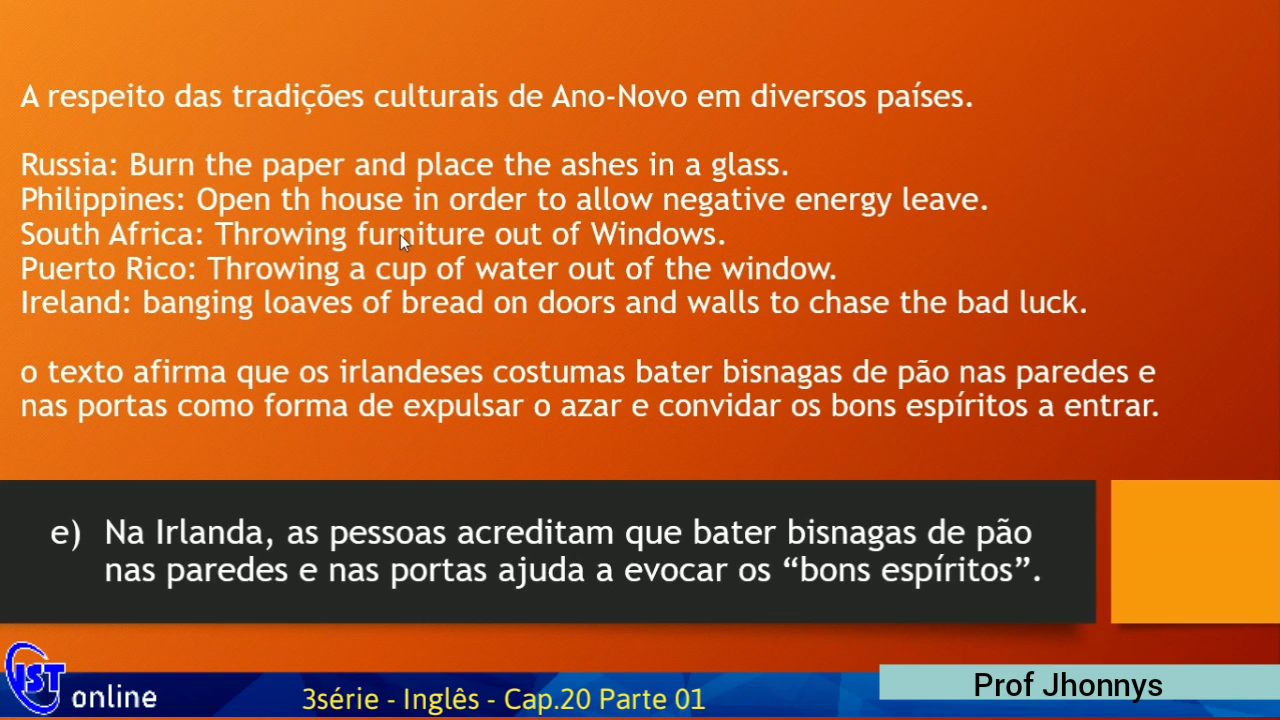 A respeito das tradições culturais de Ano-Novo em diversos países.
Russia: Burn the paper and place the ashes in a glass.
Philippines: Open th house in order to allow negative energy leave.
South Africa: Throwing furniture out of Windows.
Puerto Rico: Throwing a cup of water out of the window.
Ireland: banging loaves of bread on doors and walls to chase the bad luck.
o texto afirma que os irlandeses costumas bater bisnagas de pão nas paredes e
nas portas como forma de expulsar o azar e convidar os bons espíritos a entrar.
e) Na Irlanda, as pessoas acreditam que bater bisnagas de pão
nas paredes e nas portas ajuda a evocar os “bons espíritos”.
IST online
3série - Inglês - Cap.20 Parte 01
Prof Jhonnys